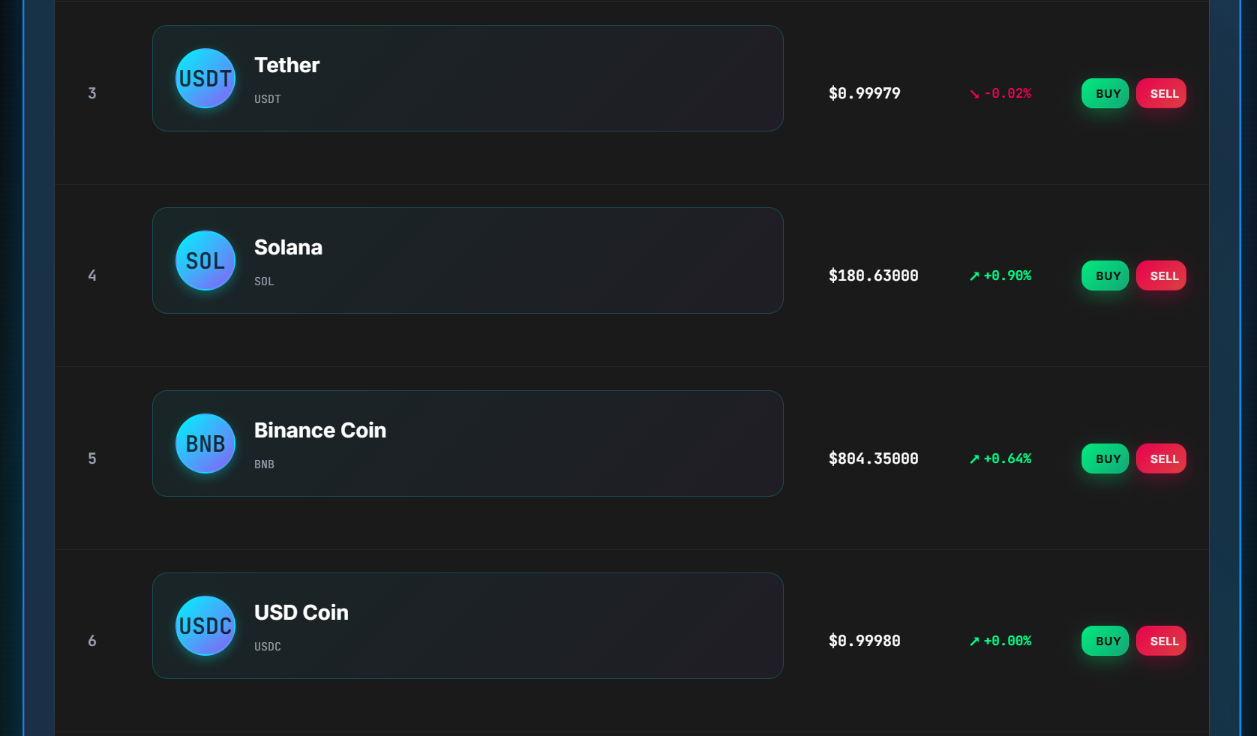 3 USDT Tether USDT $0.99979 ↘ -0.02% BUY SELL
4 SOL Solana SOL $180.63000 ↗ +0.90% BUY SELL
5 BNB Binance Coin BNB $804.35000 ↗ +0.64% BUY SELL
6 USDC USD Coin USDC $0.99980 ↗ +0.00% BUY SELL